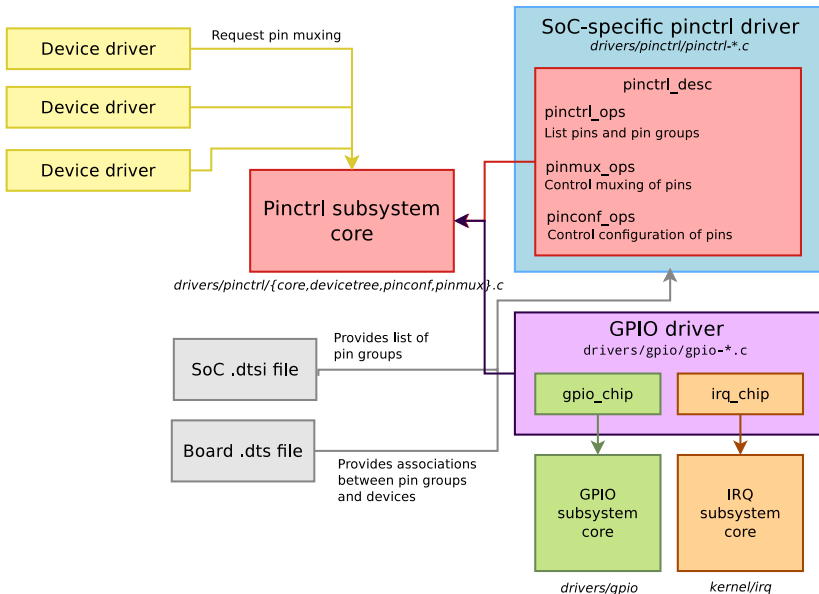 Device driver
Request pin muxing
Device driver
Device driver
SoC-specific pinctrl driver
drivers/pinctrl/pinctrl-*.c
pinctrl_desc
pinctrl_ops
List pins and pin groups
pinmux_ops
Control muxing of pins
pinconf_ops
Control configuration of pins
Pinctrl subsystem
core
drivers/pinctrl/{core,devicetree,pinconf,pinmux}.c
Provides list of
pin groups
SoC .dtsi file
Board .dts file
Provides associations
between pin groups
and devices
GPIO driver
drivers/gpio/gpio-*.c
gpio_chip
irq_chip
GPIO
subsystem
core
drivers/gpio
IRQ
subsystem
core
kernel/irq